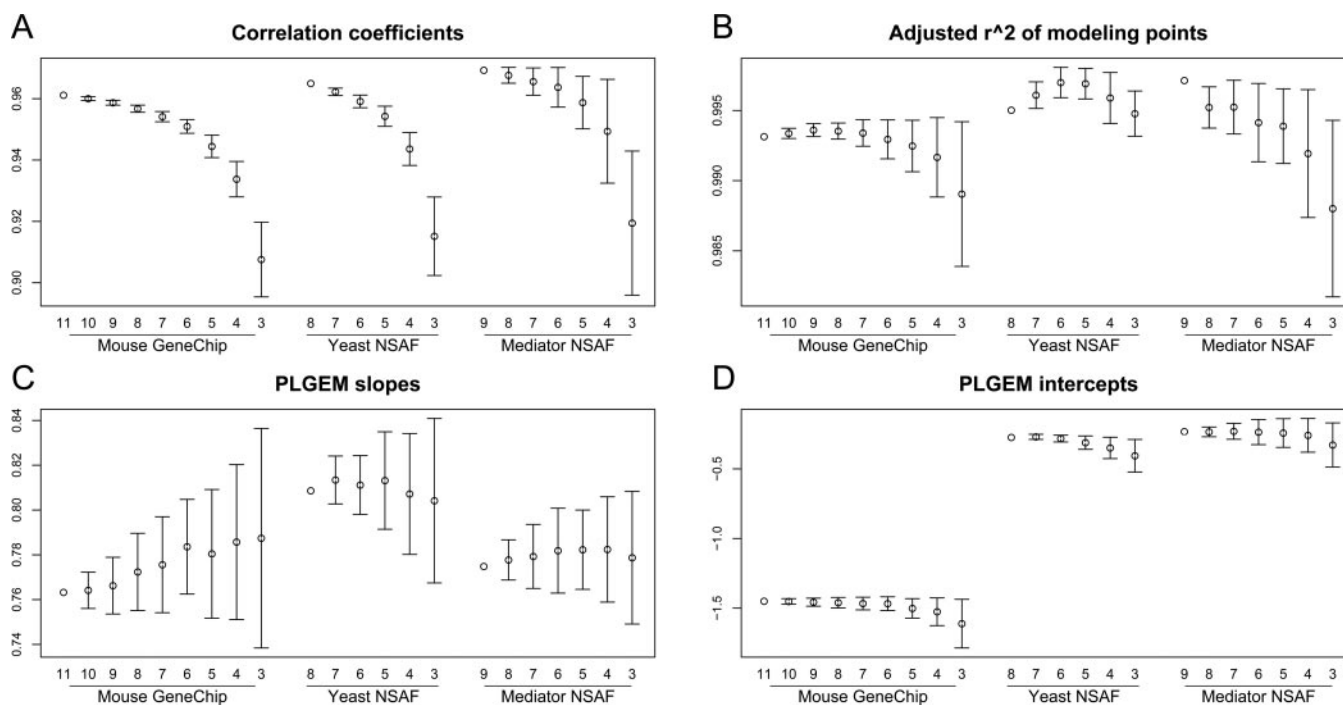 A
Correlation coefficients
0.96
0.94
0.92
0.90
11 10 9 8 7 6 5 4 3 8 7 6 5 4 3 9 8 7 6 5 4 3
Mouse GeneChip Yeast NSAF Mediator NSAF
B
Adjusted r^2 of modeling points
0.995
0.990
0.985
11 10 9 8 7 6 5 4 3 8 7 6 5 4 3 9 8 7 6 5 4 3
Mouse GeneChip Yeast NSAF Mediator NSAF
C
PLGEM slopes
0.84
0.82
0.80
0.78
0.76
0.74
11 10 9 8 7 6 5 4 3 8 7 6 5 4 3 9 8 7 6 5 4 3
Mouse GeneChip Yeast NSAF Mediator NSAF
D
PLGEM intercepts
−0.5
−1.0
−1.5
11 10 9 8 7 6 5 4 3 8 7 6 5 4 3 9 8 7 6 5 4 3
Mouse GeneChip Yeast NSAF Mediator NSAF